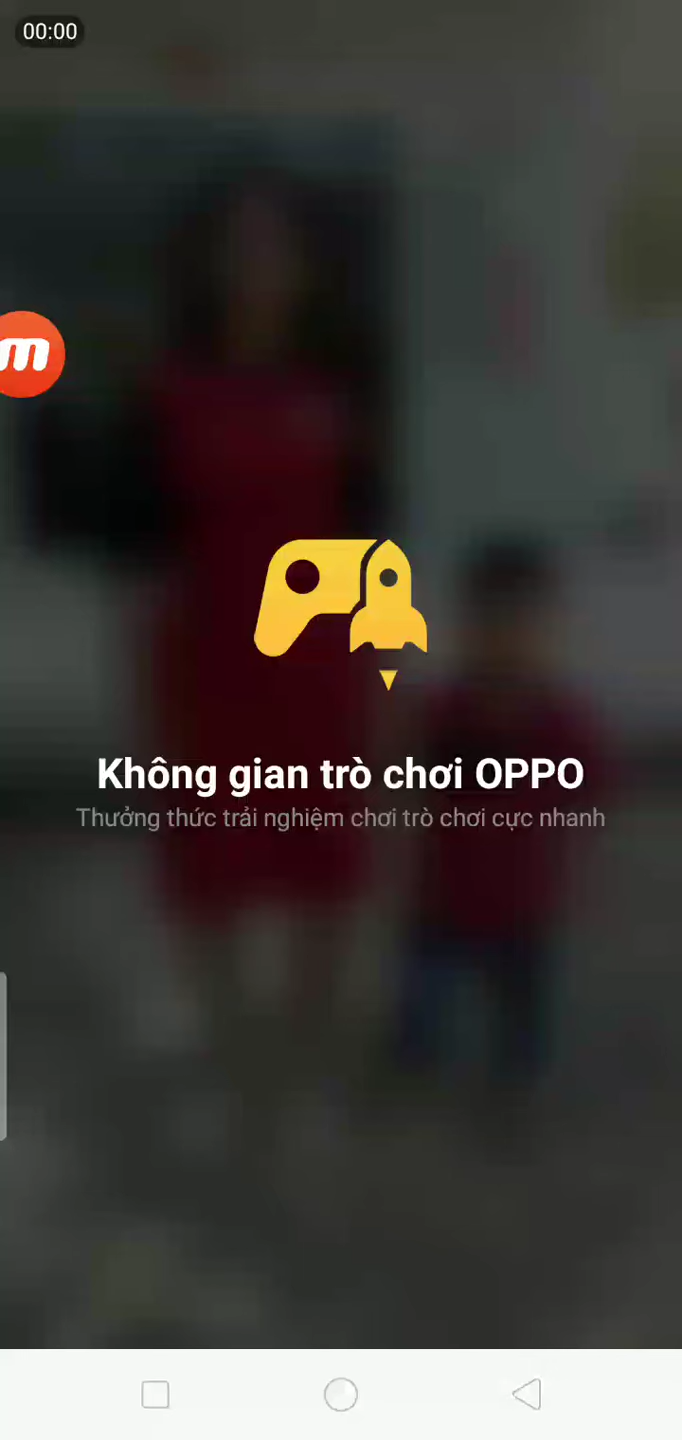 00:00
m
Không gian trò chơi OPPO
Thưởng thức trải nghiệm chơi trò chơi cực nhanh